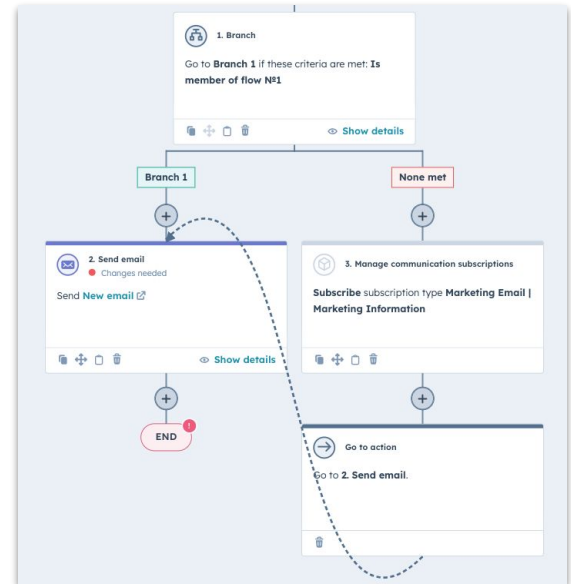 1. Branch
Go to Branch 1 if these criteria are met: Is
member of flow Nº1
Show details
Branch 1
None met
2. Send email
Changes needed
Send New email
Show details
END
!
3. Manage communication subscriptions
Subscribe subscription type Marketing Email |
Marketing Information
Go to action
Go to 2. Send email.